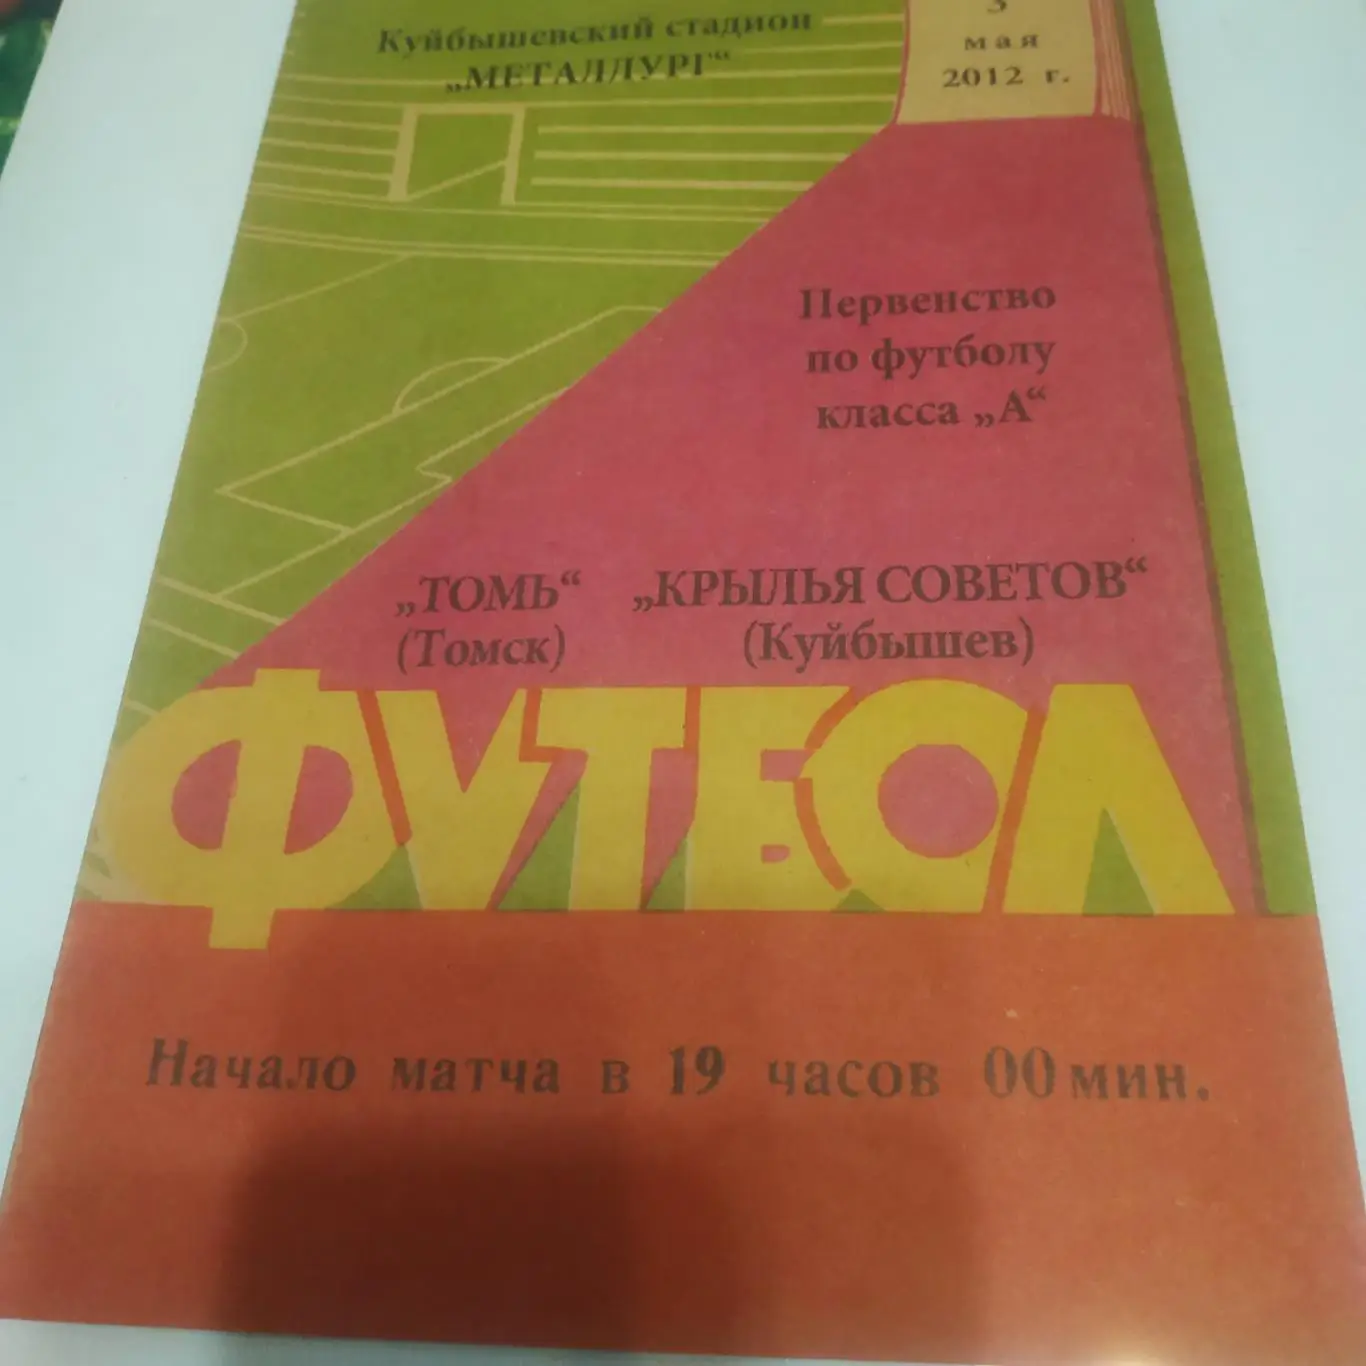 Куйбышевский стадион
„МЕТАЛЛУРГ“
3
мая
2012 г.
Первенство
по футболу
класса „А“
„ТОМЬ“ „КРЫЛЬЯ СОВЕТОВ“
(Томск) (Куйбышев)
ФУТБОЛ
Начало матча в 19 часов 00 мин.